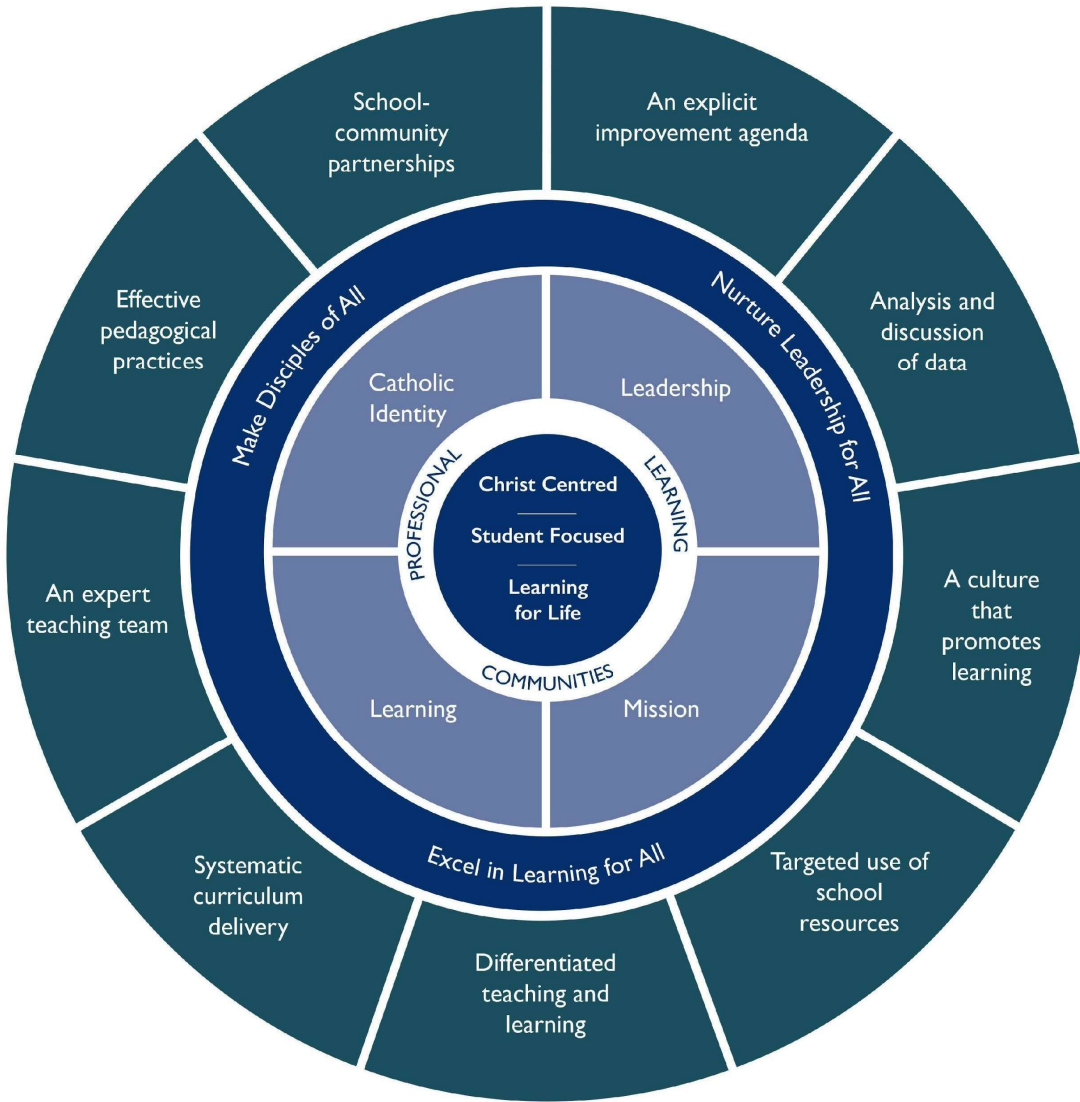 An explicit
improvement agenda
Analysis and
discussion
of data
A culture
that
promotes
learning
Targeted use of
school
resources
Differentiated
teaching and
learning
Systematic
curriculum
delivery
An expert
teaching team
Effective
pedagogical
practices
School-
community
partnerships
Make Disciples of All
Nurture Leadership for All
Excel in Learning for All
Catholic
Identity
Leadership
Learning
Mission
PROFESSIONAL
LEARNING
COMMUNITIES
Christ Centred
Student Focused
Learning
for Life